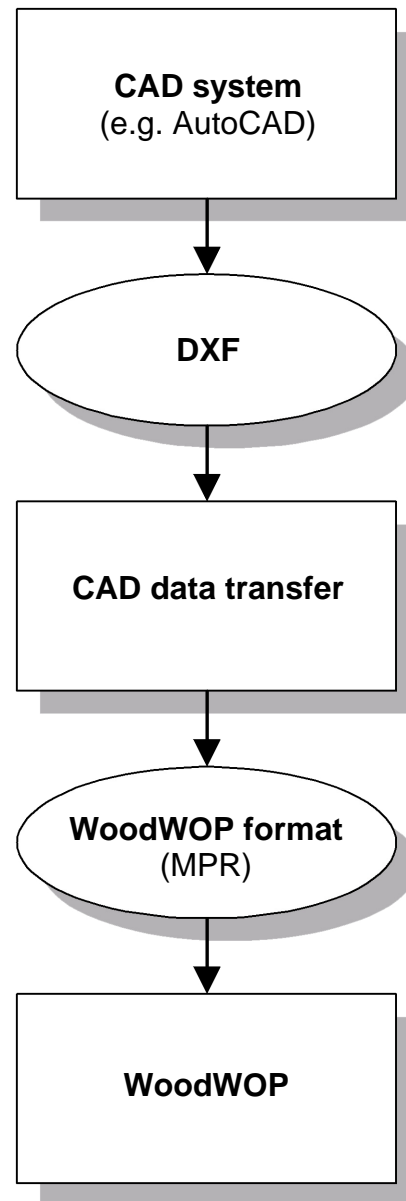 CAD system
(e.g. AutoCAD)
DXF
CAD data transfer
WoodWOP format
(MPR)
WoodWOP